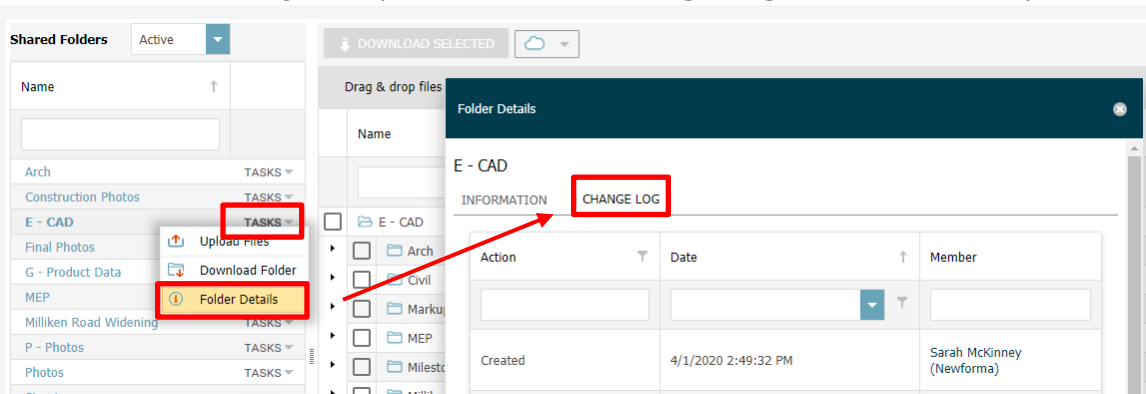 Shared Folders Active
DOWNLOAD SELECTED
Name
Drag & drop files
Name
Arch TASKS
Construction Photos TASKS
E - CAD TASKS
Final Photos
G - Product Data
MEP
Milliken Road Widening TASKS
P - Photos TASKS
Photos TASKS
Upload Files
Download Folder
Folder Details
E - CAD
Arch
Civil
MEP
Folder Details
E - CAD
INFORMATION CHANGE LOG
Action Date Member
Created 4/1/2020 2:49:32 PM Sarah McKinney
(Newforma)